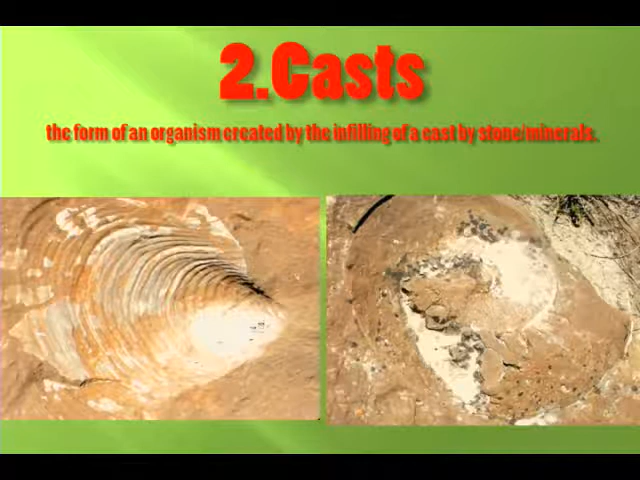 2.Casts
the form of an organism created by the infilling of a cast by stone/minerals.